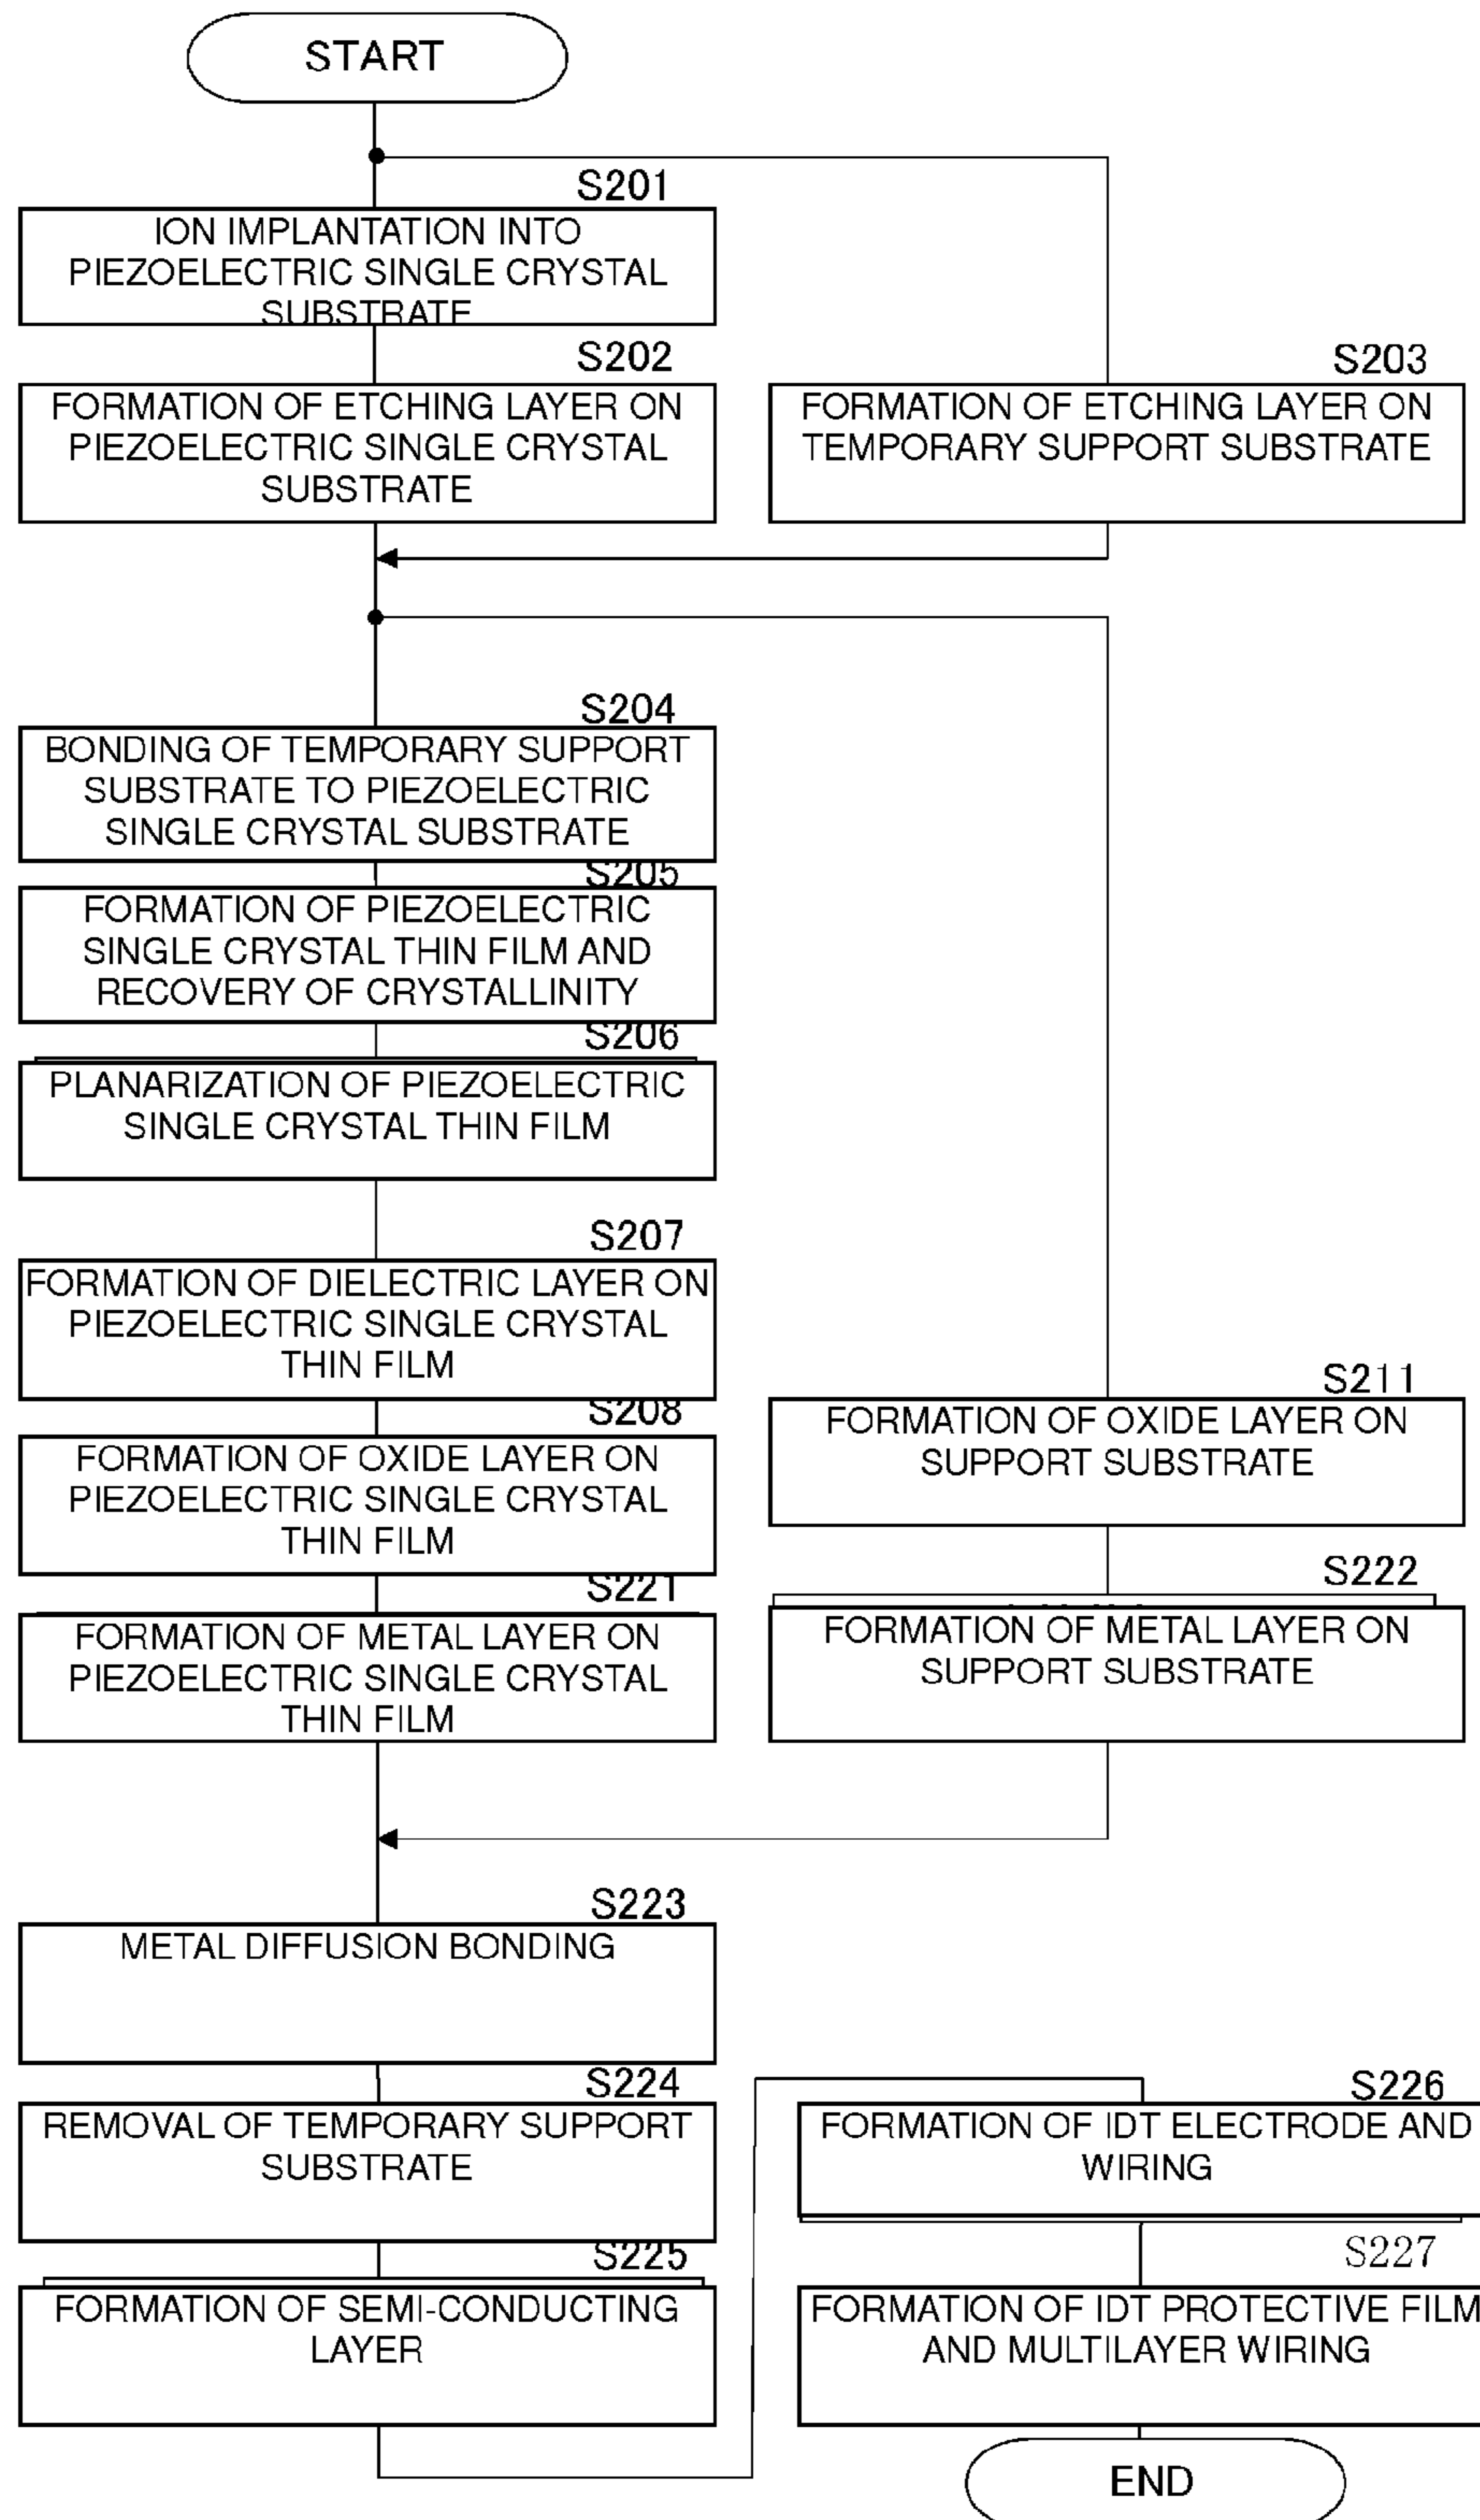 START
S201
ION IMPLANTATION INTO
PIEZOELECTRIC SINGLE CRYSTAL
SUBSTRATE
S202
FORMATION OF ETCHING LAYER ON
PIEZOELECTRIC SINGLE CRYSTAL
SUBSTRATE
S203
FORMATION OF ETCHING LAYER ON
TEMPORARY SUPPORT SUBSTRATE
S204
BONDING OF TEMPORARY SUPPORT
SUBSTRATE TO PIEZOELECTRIC
SINGLE CRYSTAL SUBSTRATE
S205
FORMATION OF PIEZOELECTRIC
SINGLE CRYSTAL THIN FILM AND
RECOVERY OF CRYSTALLINITY
S206
PLANARIZATION OF PIEZOELECTRIC
SINGLE CRYSTAL THIN FILM
S207
FORMATION OF DIELECTRIC LAYER ON
PIEZOELECTRIC SINGLE CRYSTAL
THIN FILM
S208
FORMATION OF OXIDE LAYER ON
PIEZOELECTRIC SINGLE CRYSTAL
THIN FILM
S211
FORMATION OF OXIDE LAYER ON
SUPPORT SUBSTRATE
S221
FORMATION OF METAL LAYER ON
PIEZOELECTRIC SINGLE CRYSTAL
THIN FILM
S222
FORMATION OF METAL LAYER ON
SUPPORT SUBSTRATE
S223
METAL DIFFUSION BONDING
S224
REMOVAL OF TEMPORARY SUPPORT
SUBSTRATE
S225
FORMATION OF SEMI-CONDUCTING
LAYER
S226
FORMATION OF IDT ELECTRODE AND
WIRING
S227
FORMATION OF IDT PROTECTIVE FILM
AND MULTILAYER WIRING
END